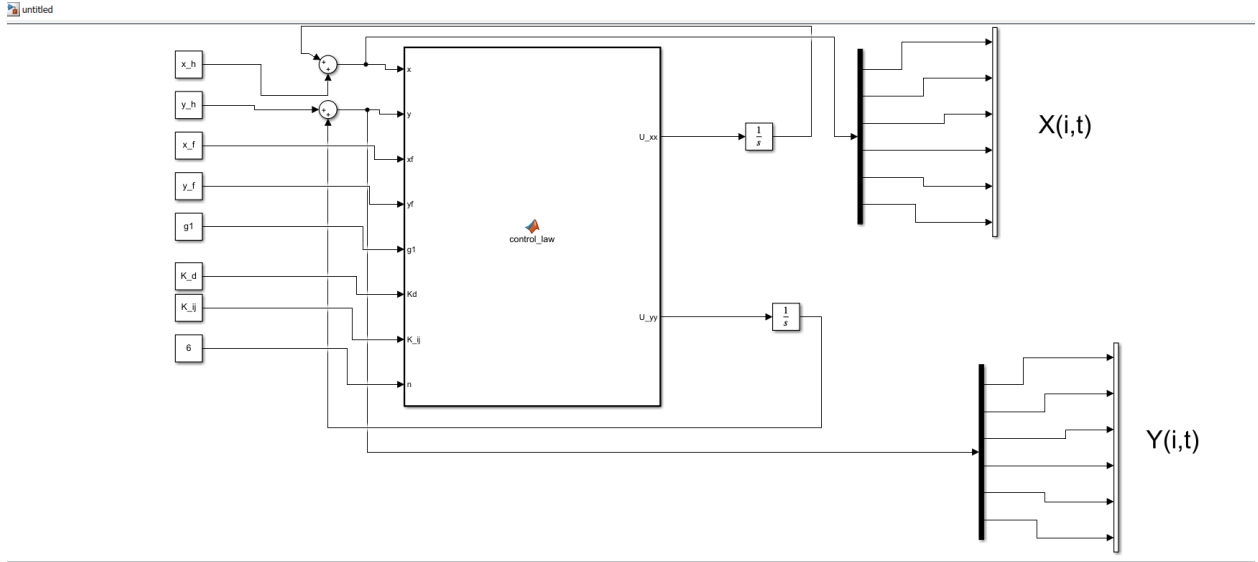 untitled
x_h
y_h
x_f
y_f
g1
K_d
K_ij
6
+
+
+
+
x
y
xf
yf
g1
Kd
K_ij
n
control_law
U_xx
U_yy
1
s
1
s
X(i,t)
Y(i,t)